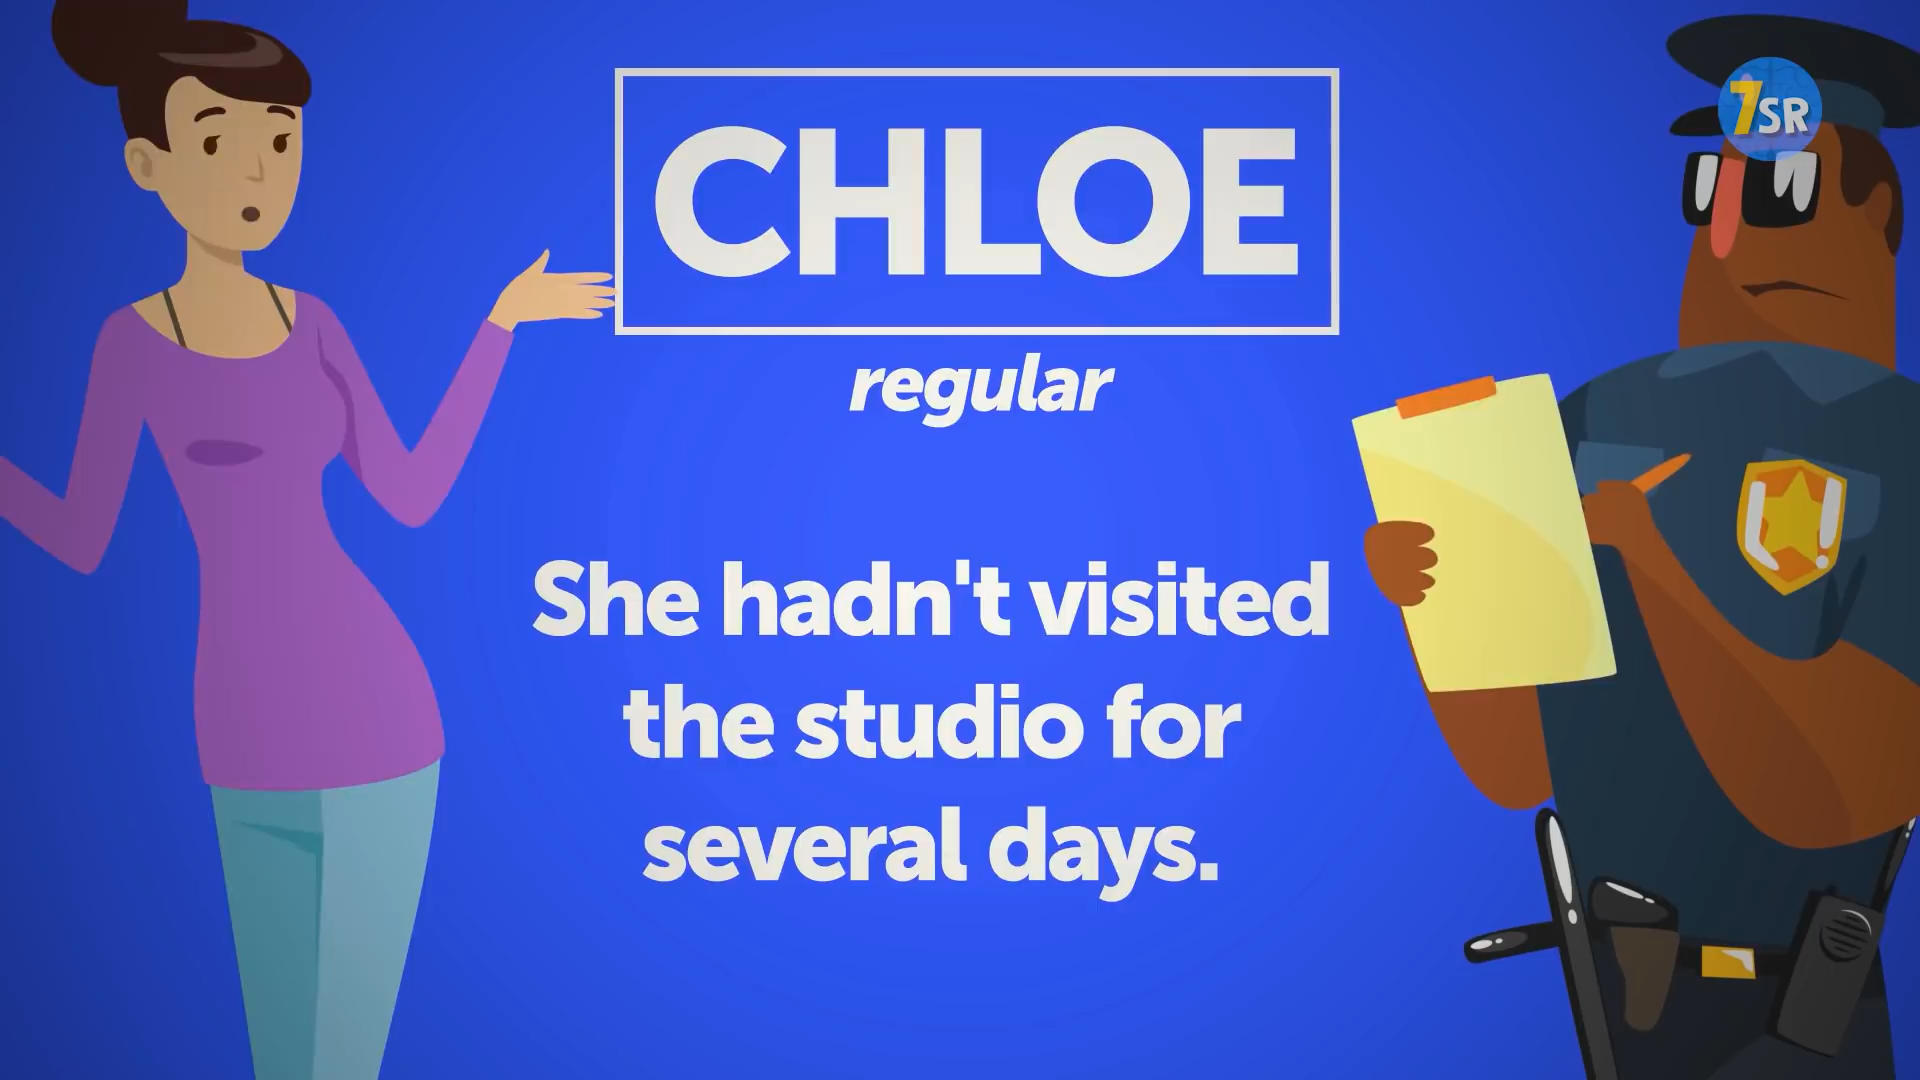 7SR
CHLOE
regular
She hadn't visited
the studio for
several days.